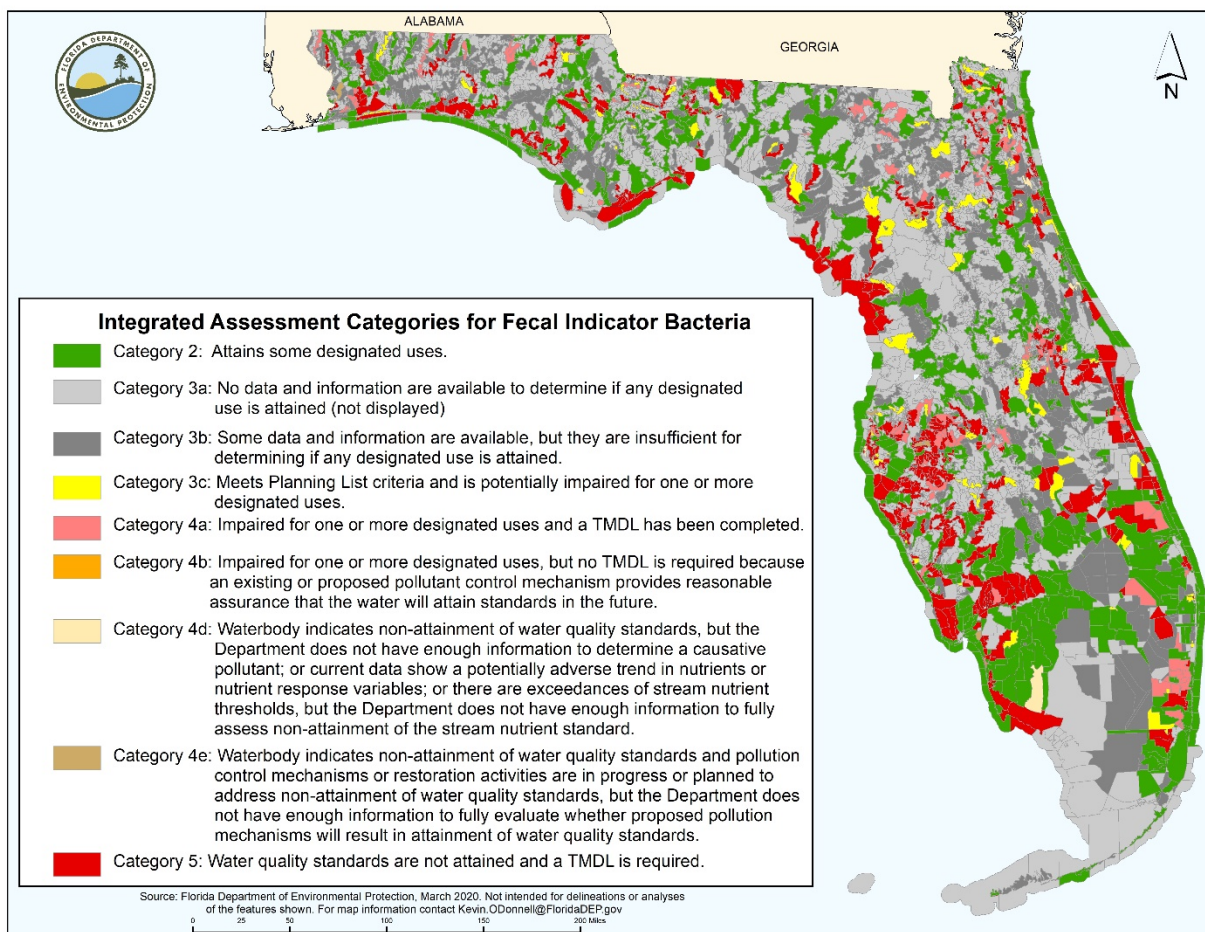 ALABAMA
GEORGIA
FLORIDA DEPARTMENT OF
ENVIRONMENTAL PROTECTION
N
Integrated Assessment Categories for Fecal Indicator Bacteria
Category 2: Attains some designated uses.
Category 3a: No data and information are available to determine if any designated
use is attained (not displayed)
Category 3b: Some data and information are available, but they are insufficient for
determining if any designated use is attained.
Category 3c: Meets Planning List criteria and is potentially impaired for one or more
designated uses.
Category 4a: Impaired for one or more designated uses and a TMDL has been completed.
Category 4b: Impaired for one or more designated uses, but no TMDL is required because
an existing or proposed pollutant control mechanism provides reasonable
assurance that the water will attain standards in the future.
Category 4d: Waterbody indicates non-attainment of water quality standards, but the
Department does not have enough information to determine a causative
pollutant; or current data show a potentially adverse trend in nutrients or
nutrient response variables; or there are exceedances of stream nutrient
thresholds, but the Department does not have enough information to fully
assess non-attainment of the stream nutrient standard.
Category 4e: Waterbody indicates non-attainment of water quality standards and pollution
control mechanisms or restoration activities are in progress or planned to
address non-attainment of water quality standards, but the Department does
not have enough information to fully evaluate whether proposed pollution
mechanisms will result in attainment of water quality standards.
Category 5: Water quality standards are not attained and a TMDL is required.
Source: Florida Department of Environmental Protection, March 2020. Not intended for delineations or analyses
of the features shown. For map information contact Kevin.ODonnell@FloridaDEP.gov
0 25 50 100 150 200 Miles